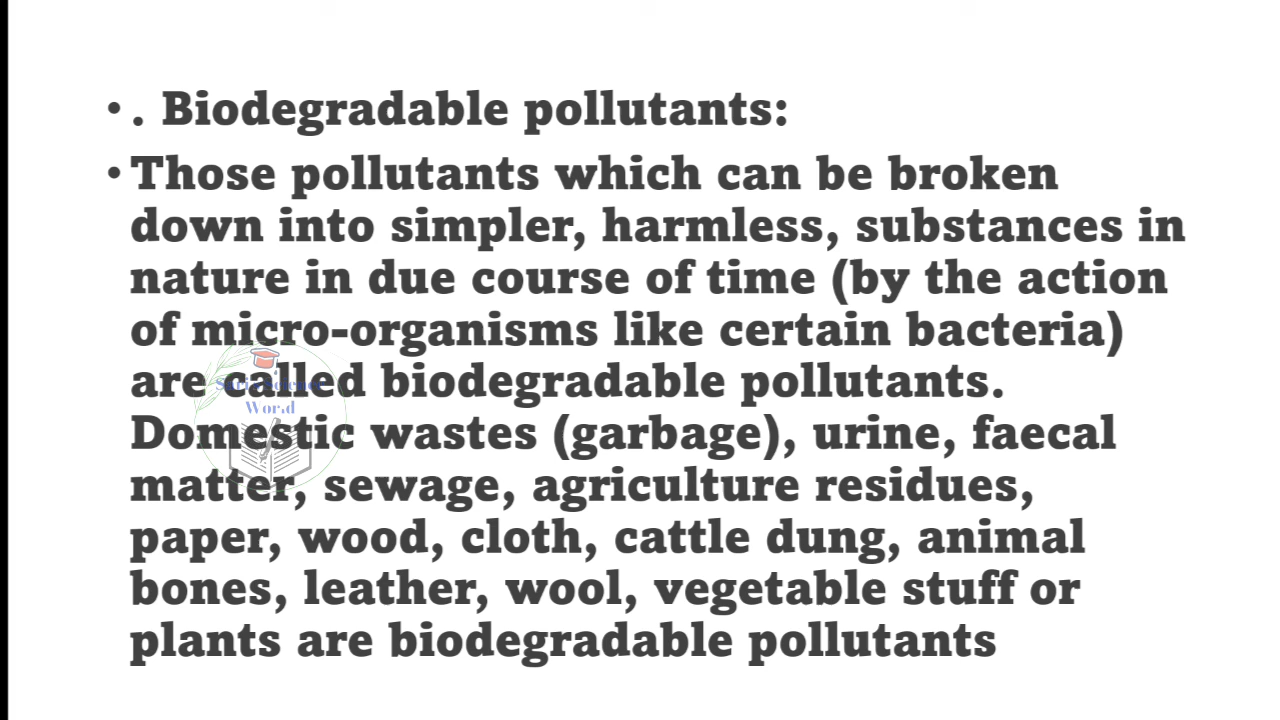 • . Biodegradable pollutants:
• Those pollutants which can be broken
down into simpler, harmless, substances in
nature in due course of time (by the action
of micro-organisms like certain bacteria)
are called biodegradable pollutants.
Domestic wastes (garbage), urine, faecal
matter, sewage, agriculture residues,
paper, wood, cloth, cattle dung, animal
bones, leather, wool, vegetable stuff or
plants are biodegradable pollutants
World